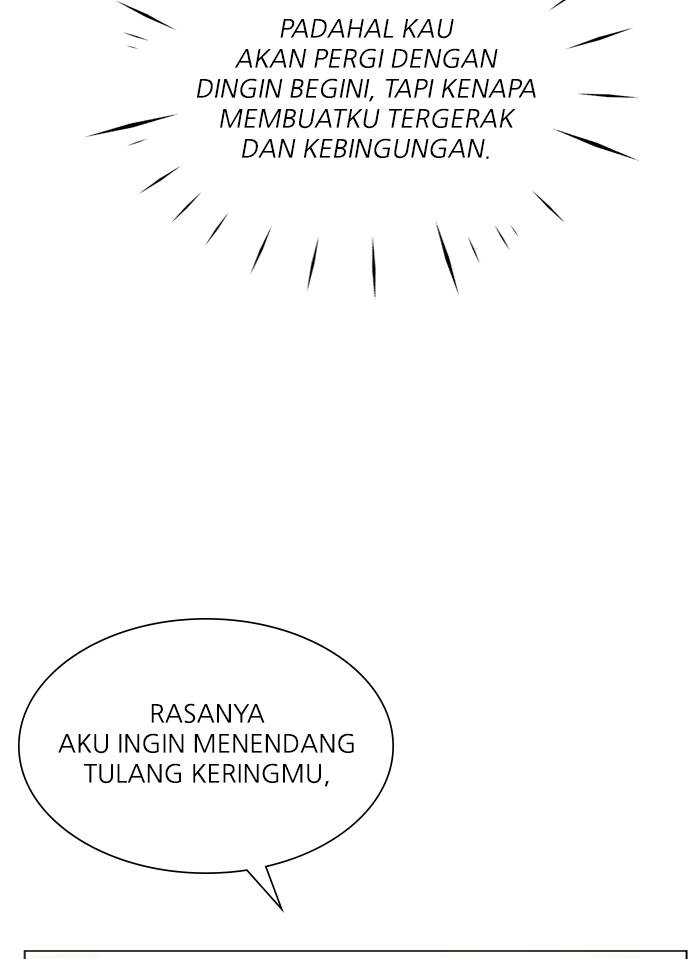 PADAHAL KAU
AKAN PERGI DENGAN
DINGIN BEGINI, TAPI KENAPA
MEMBUATKU TERGERAK
DAN KEBINGUNGAN.
RASANYA
AKU INGIN MENENDANG
TULANG KERINGMU,